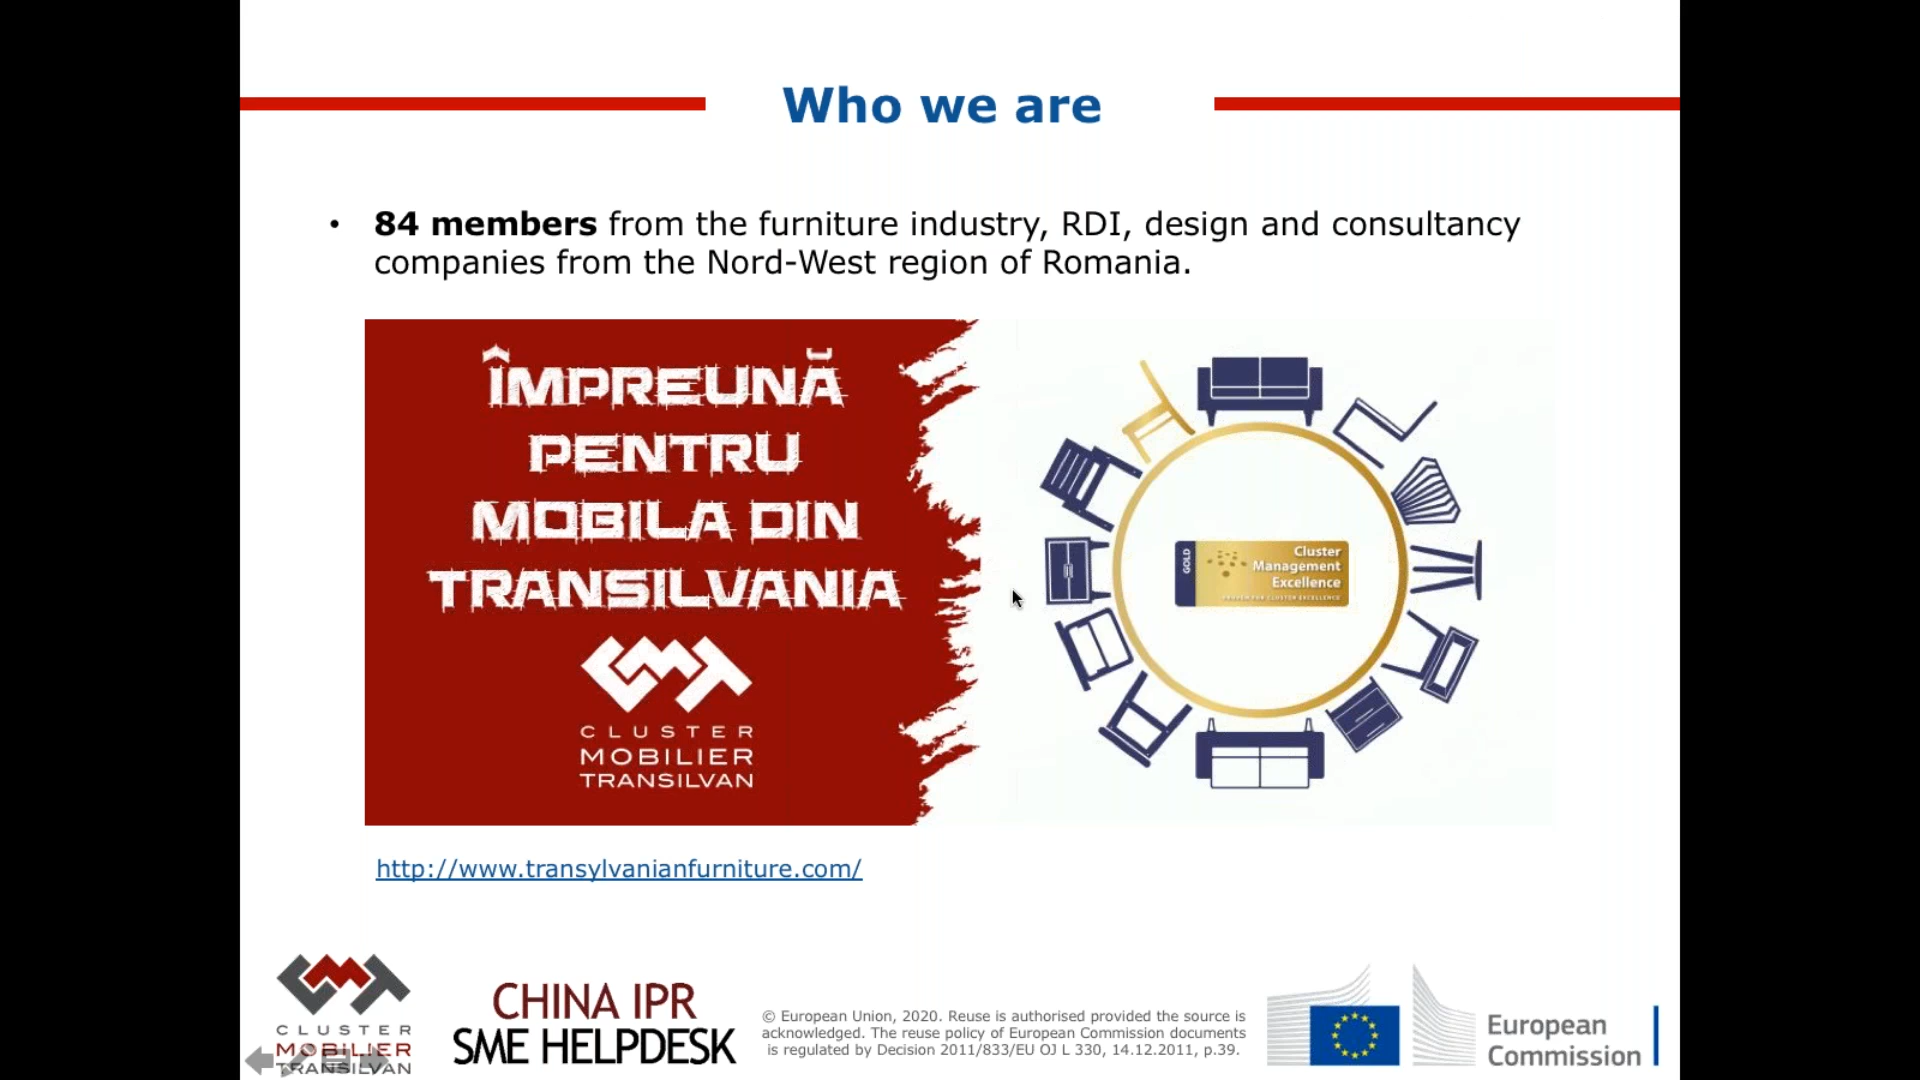 Who we are
• 84 members from the furniture industry, RDI, design and consultancy
companies from the Nord-West region of Romania.
ÎMPREUNĂ
PENTRU
MOBILA DIN
TRANSILVANIA
CLUSTER
MOBILIER
TRANSILVAN
GOLD
Cluster
Management
Excellence
http://www.transylvanianfurniture.com/
CLUSTER
MOBILIER
TRANSILVAN
CHINA IPR
SME HELPDESK
© European Union, 2020. Reuse is authorised provided the source is
acknowledged. The reuse policy of European Commission documents
is regulated by Decision 2011/833/EU OJ L 330, 14.12.2011, p.39.
European
Commission